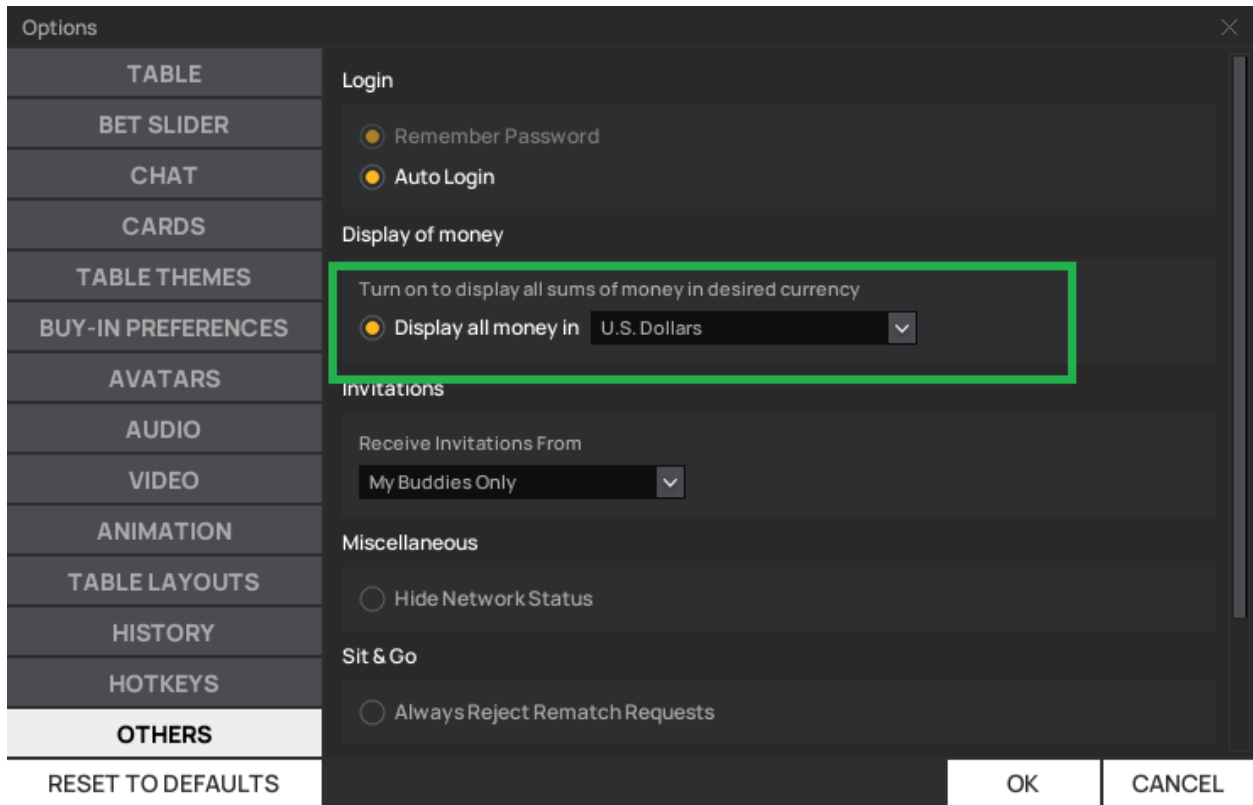 Options
TABLE
BET SLIDER
CHAT
CARDS
TABLE THEMES
BUY-IN PREFERENCES
AVATARS
AUDIO
VIDEO
ANIMATION
TABLE LAYOUTS
HISTORY
HOTKEYS
OTHERS
RESET TO DEFAULTS
Login
Remember Password
Auto Login
Display of money
Turn on to display all sums of money in desired currency
Display all money in U.S. Dollars
Invitations
Receive Invitations From
My Buddies Only
Miscellaneous
Hide Network Status
Sit & Go
Always Reject Rematch Requests
OK
CANCEL